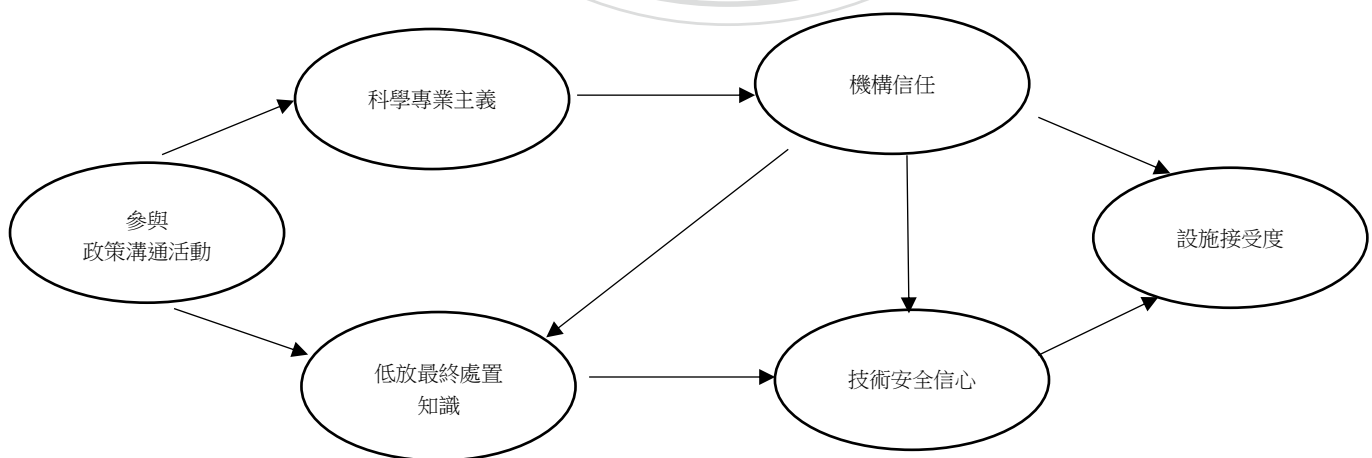 科學專業主義
機構信任
參與
政策溝通活動
設施接受度
低放最終處置
知識
技術安全信心